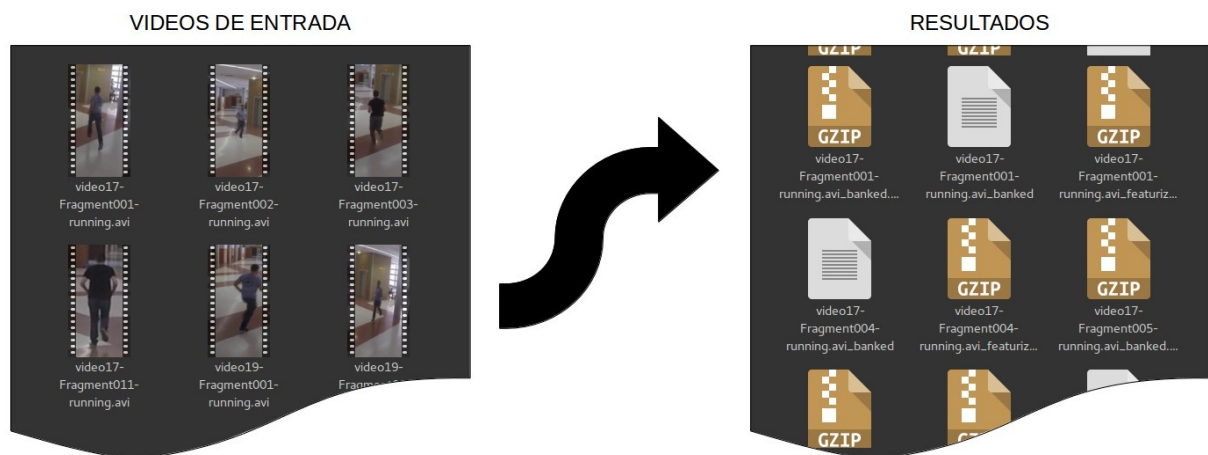 VIDEOS DE ENTRADA
RESULTADOS
video17-
Fragment001-
running.avi
video17-
Fragment002-
running.avi
video17-
Fragment003-
running.avi
video17-
Fragment011-
running.avi
video19-
Fragment001-
running.avi
video19-
GZIP
GZIP
GZIP
video17-
Fragment001-
running.avi_banked....
video17-
Fragment001-
running.avi_banked
GZIP
video17-
Fragment001-
running.avi_featuriz...
video17-
Fragment004-
running.avi_banked
GZIP
video17-
Fragment004-
running.avi_featuriz...
GZIP
video17-
Fragment005-
running.avi_banked....
GZIP